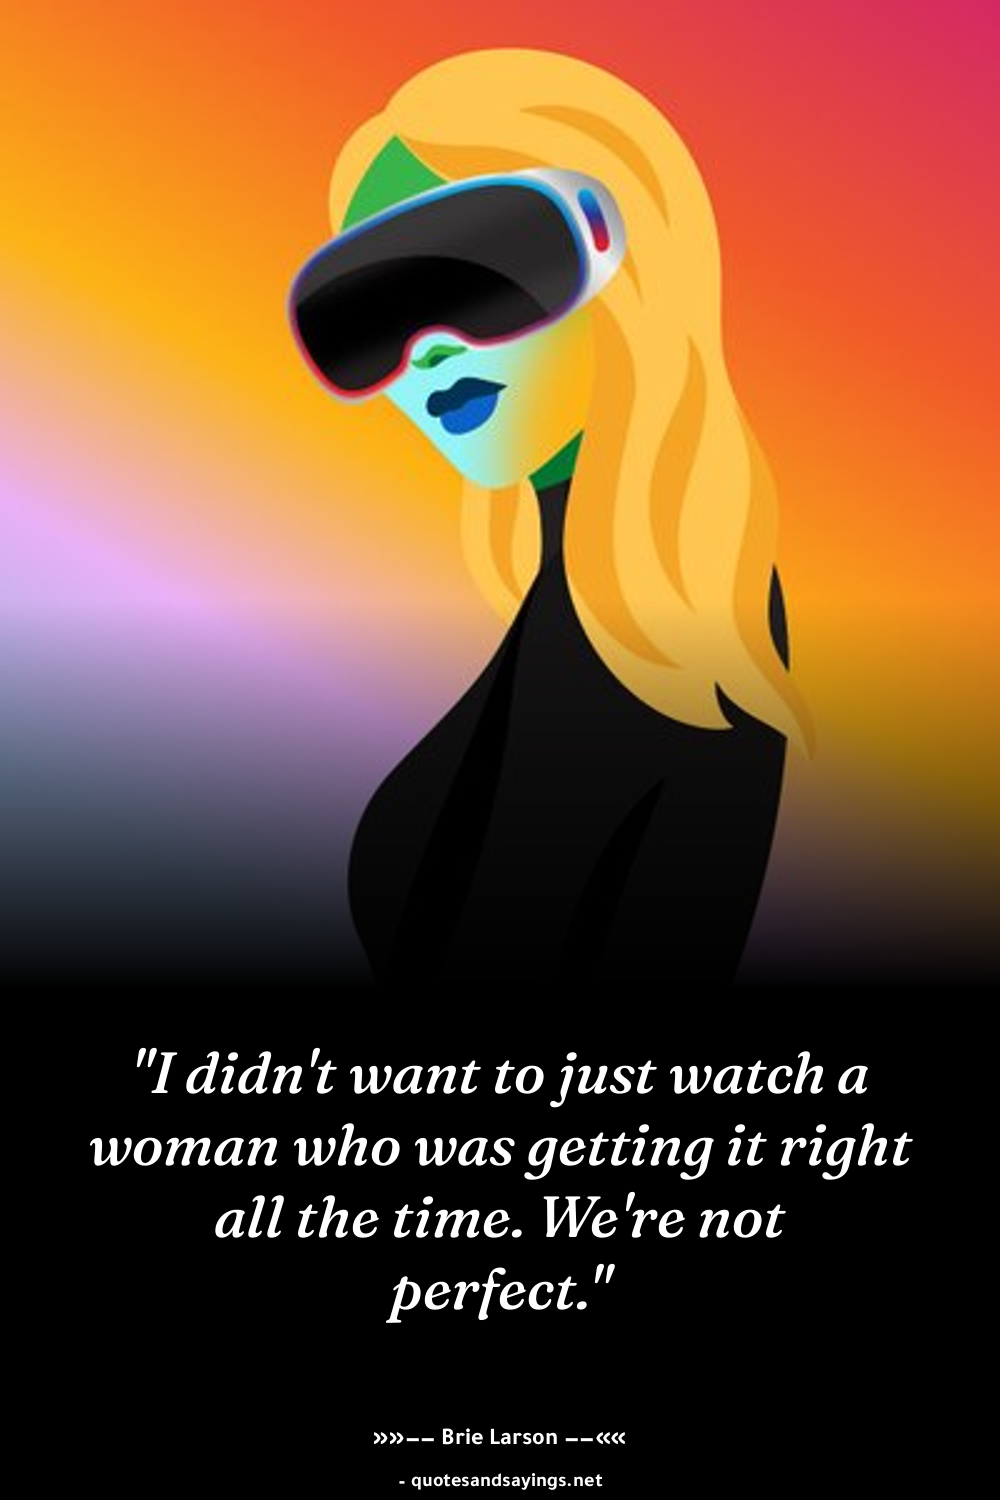 "I didn't want to just watch a
woman who was getting it right
all the time. We're not
perfect."
»»−− Brie Larson −−««
- quotesandsayings.net